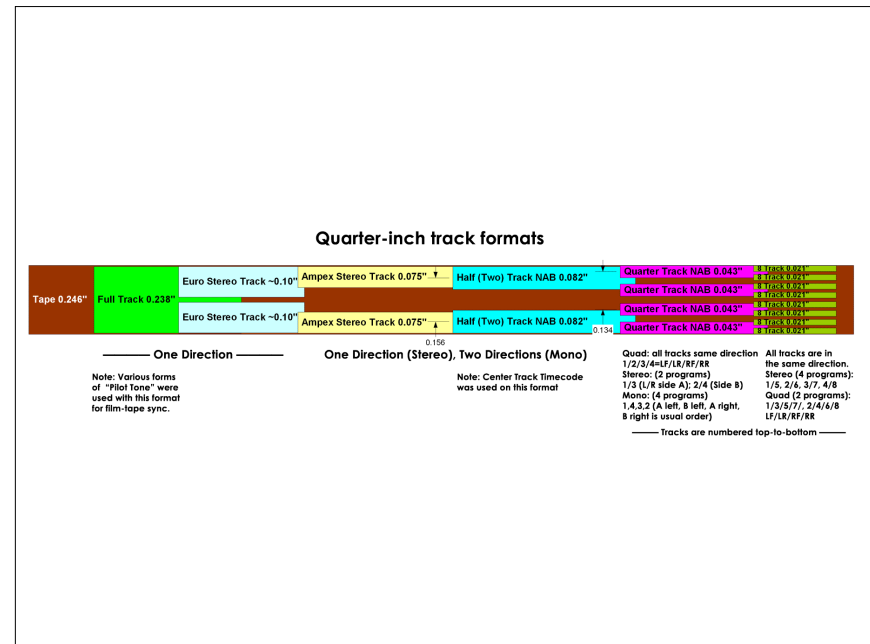 Quarter-inch track formats
Tape 0.246"
Full Track 0.238"
Euro Stereo Track ~0.10"
Euro Stereo Track ~0.10"
Ampex Stereo Track 0.075"
Ampex Stereo Track 0.075"
0.156
Half (Two) Track NAB 0.082"
Half (Two) Track NAB 0.082"
0.134
Quarter Track NAB 0.043"
Quarter Track NAB 0.043"
Quarter Track NAB 0.043"
Quarter Track NAB 0.043"
8 Track 0.021"
8 Track 0.021"
8 Track 0.021"
8 Track 0.021"
8 Track 0.021"
8 Track 0.021"
8 Track 0.021"
8 Track 0.021"
One Direction
Note: Various forms
of "Pilot Tone" were
used with this format
for film-tape sync.
One Direction (Stereo), Two Directions (Mono)
Note: Center Track Timecode
was used on this format
Quad: all tracks same direction
1/2/3/4=LF/LR/RF/RR
Stereo: (2 programs)
1/3 (L/R side A); 2/4 (Side B)
Mono: (4 programs)
1,4,3,2 (A left, B left, A right,
B right is usual order)
All tracks are in
the same direction.
Stereo (4 programs):
1/5, 2/6, 3/7, 4/8
Quad (2 programs):
1/3/5/7/, 2/4/6/8
LF/LR/RF/RR
Tracks are numbered top-to-bottom